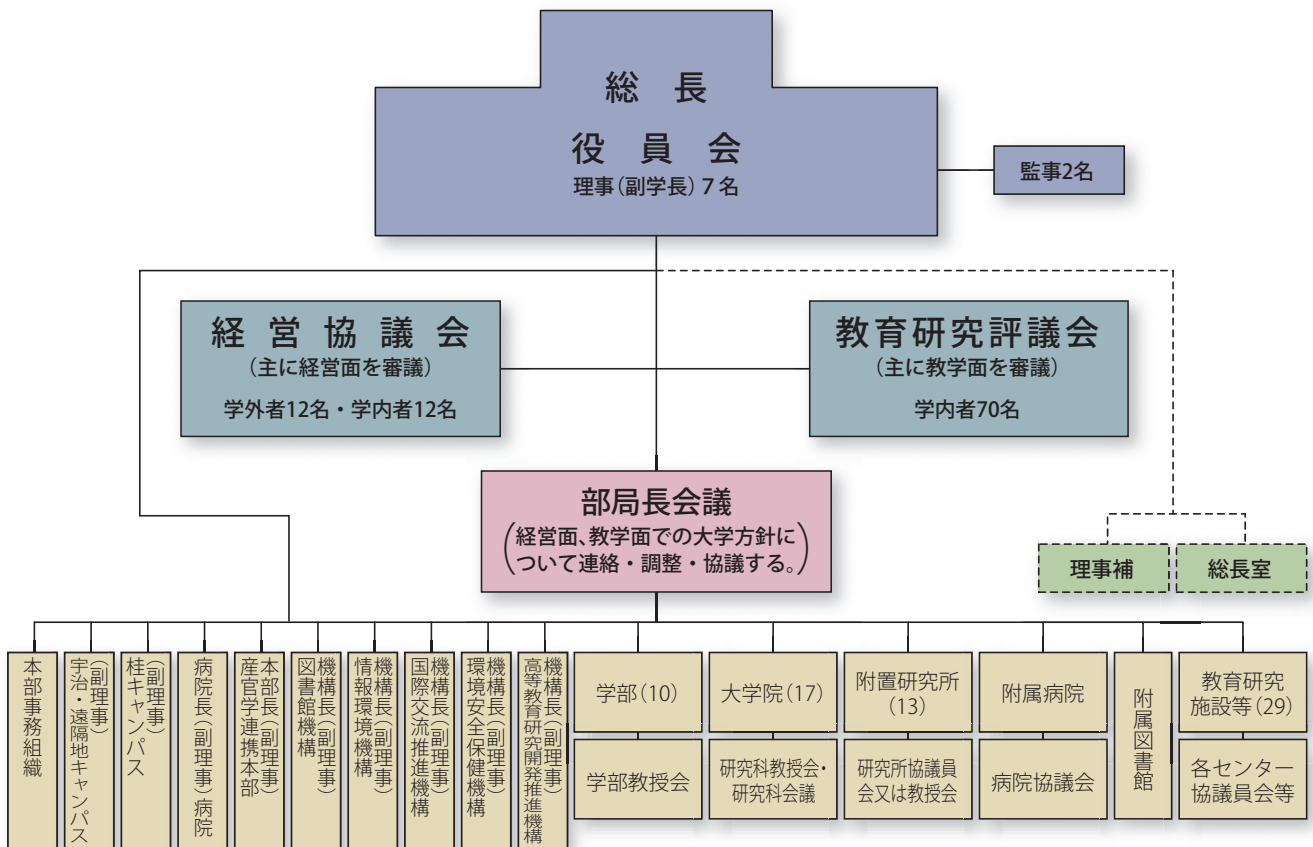 総長
役員会
理事(副学長)7名
監事2名
経営協議会
(主に経営面を審議)
学外者12名・学内者12名
教育研究評議会
(主に教学面を審議)
学内者70名
部局長会議
(経営面、教学面での大学方針に
ついて連絡・調整・協議する。)
理事補
総長室
本部事務組織
(副理事)
宇治・遠隔地キャンパス
(副理事)
桂キャンパス
病院長(副理事)病院
本部長(副理事)
産官学連携本部
機構長(副理事)
図書館機構
機構長(副理事)
情報環境機構
機構長(副理事)
国際交流推進機構
機構長(副理事)
環境安全保健機構
機構長(副理事)
高等教育研究開発推進機構
学部(10)
学部教授会
大学院(17)
研究科教授会・
研究科会議
附置研究所
(13)
研究所協議員
会又は教授会
附属病院
病院協議会
附属図書館
教育研究
施設等(29)
各センター
協議員会等